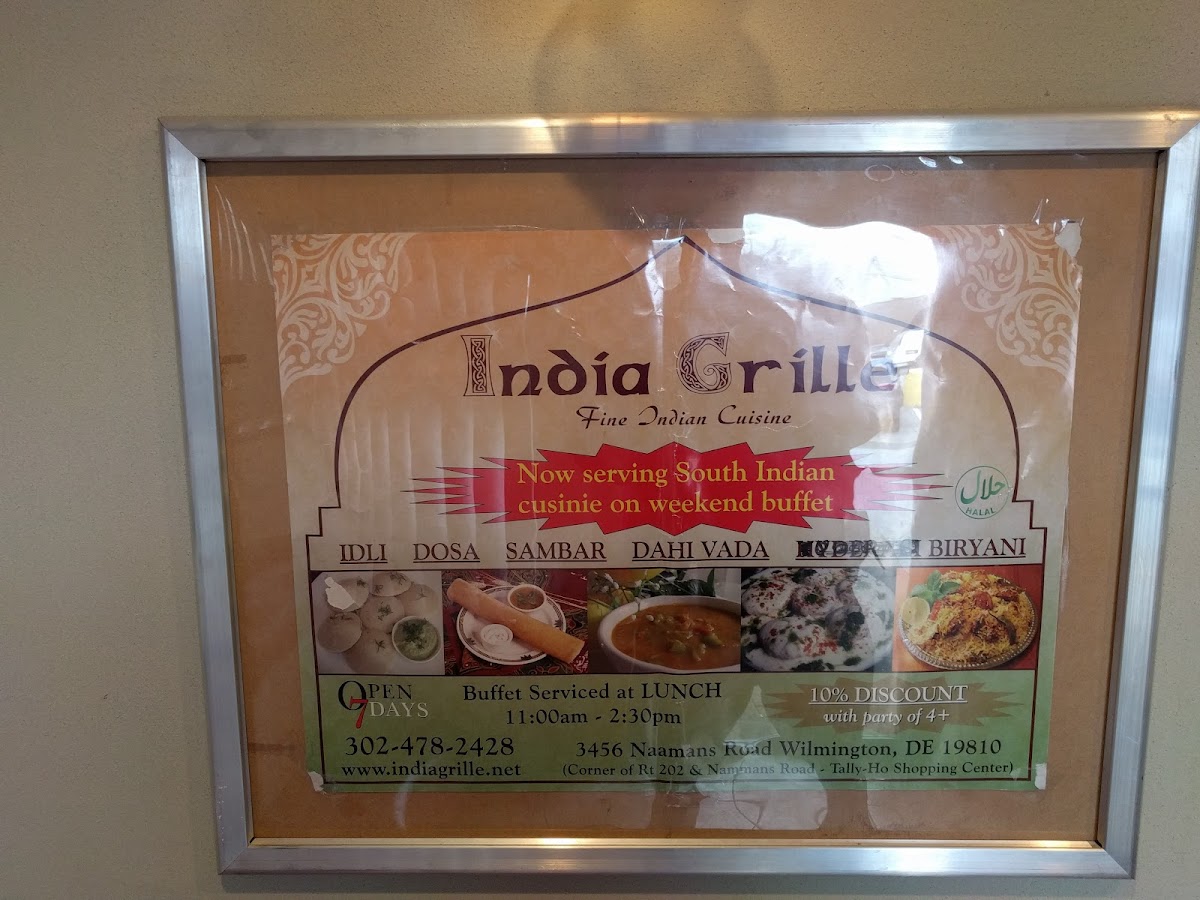 India Grille
Fine Indian Cuisine
Now serving South Indian
cusinie on weekend buffet
حلال
HALAL
IDLI DOSA SAMBAR DAHI VADA BIRYANI
OPEN
7 DAYS
Buffet Serviced at LUNCH
11:00am - 2:30pm
10% DISCOUNT
with party of 4+
302-478-2428
www.indiagrille.net
3456 Naamans Road Wilmington, DE 19810
(Corner of Rt 202 & Nammans Road - Tally-Ho Shopping Center)